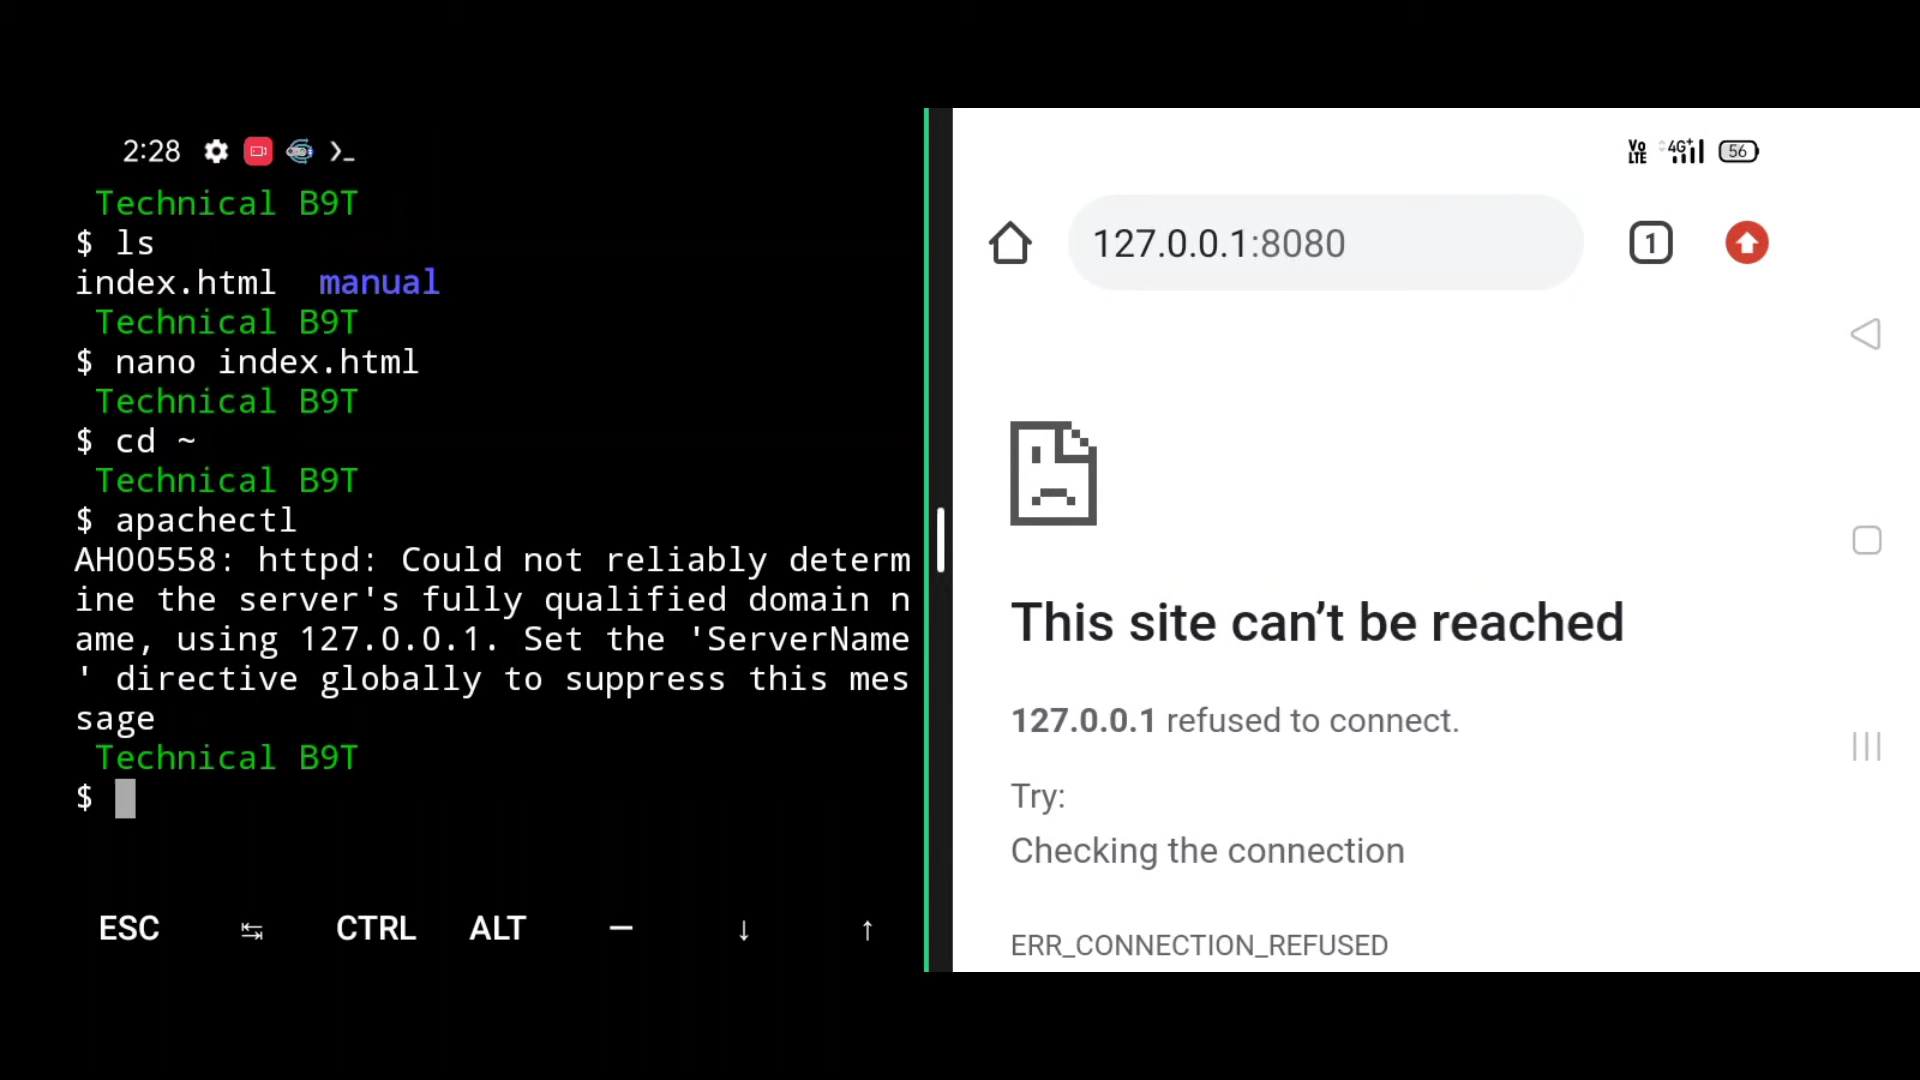 2:28
Technical B9T
$ ls
index.html manual
Technical B9T
$ nano index.html
Technical B9T
$ cd ~
Technical B9T
$ apachectl
AH00558: httpd: Could not reliably determ
ine the server's fully qualified domain n
ame, using 127.0.0.1. Set the 'ServerName
' directive globally to suppress this mes
sage
Technical B9T
$
ESC CTRL ALT — ↓ ↑
Vo LTE 4G+ 56
127.0.0.1:8080 1
This site can’t be reached
127.0.0.1 refused to connect.
Try:
Checking the connection
ERR_CONNECTION_REFUSED